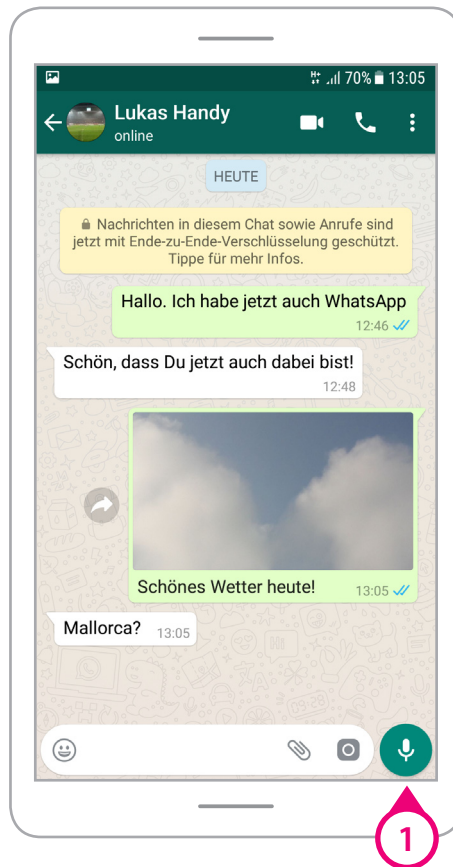 70% 13:05
Lukas Handy
online
HEUTE
Nachrichten in diesem Chat sowie Anrufe sind
jetzt mit Ende-zu-Ende-Verschlüsselung geschützt.
Tippe für mehr Infos.
Hallo. Ich habe jetzt auch WhatsApp
12:46
Schön, dass Du jetzt auch dabei bist!
12:48
Schönes Wetter heute! 13:05
Mallorca? 13:05
1